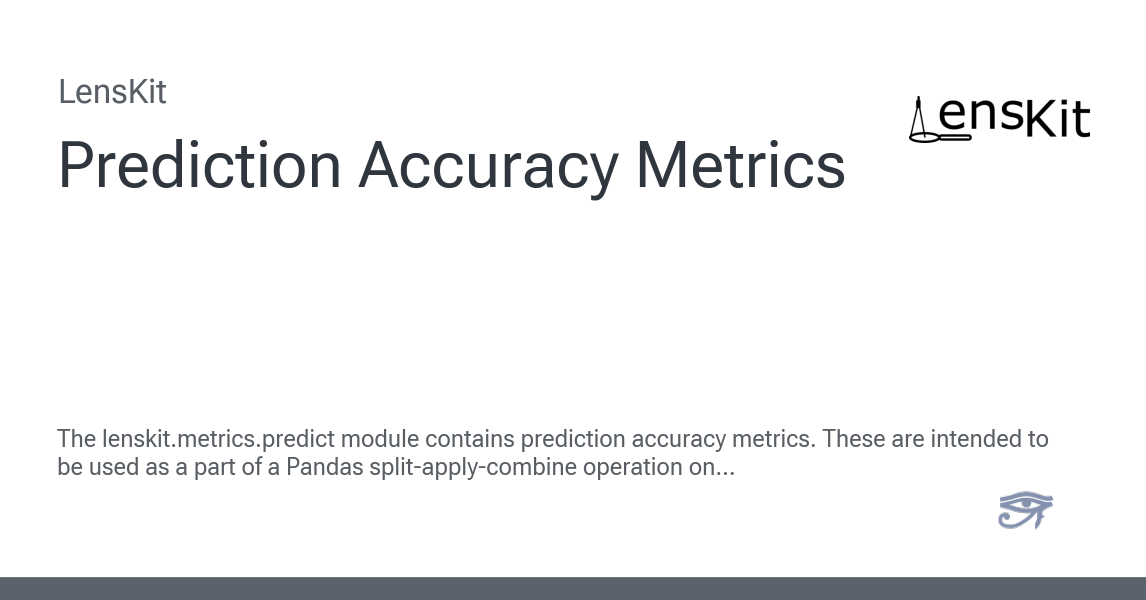 LensKit
LensKit
Prediction Accuracy Metrics
The lenskit.metrics.predict module contains prediction accuracy metrics. These are intended to
be used as a part of a Pandas split-apply-combine operation on...